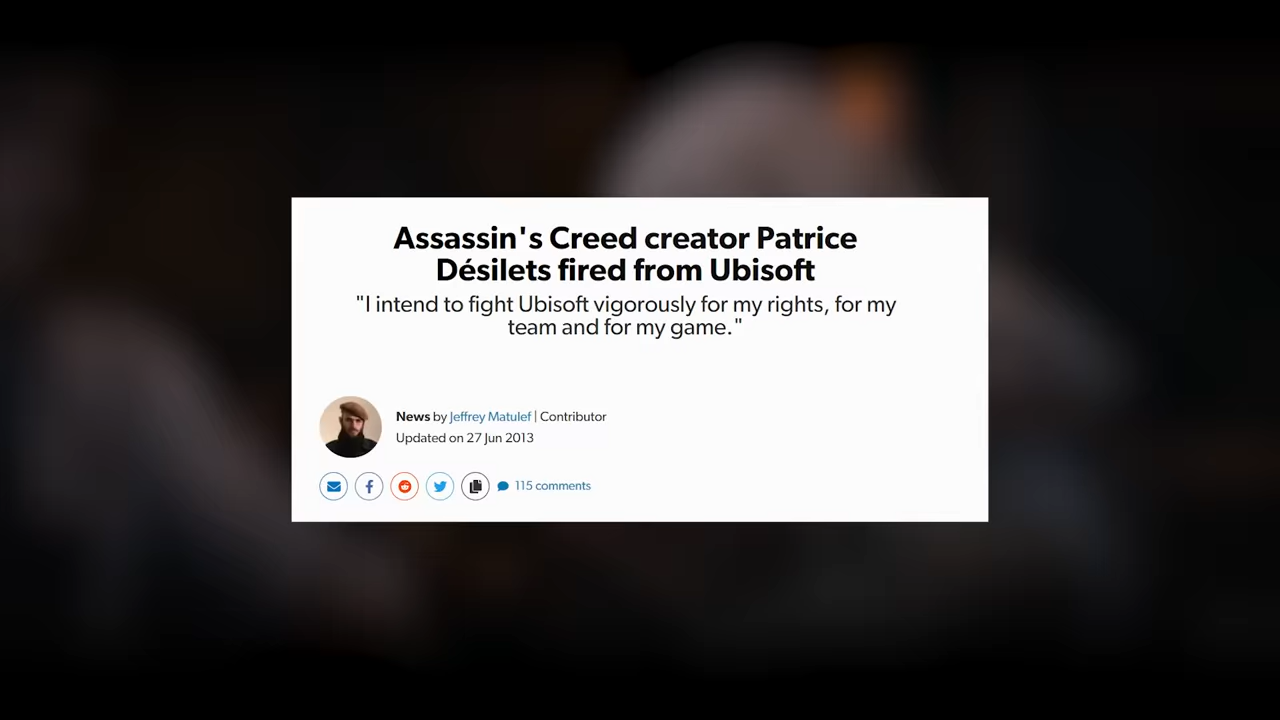 Assassin's Creed creator Patrice
Désilets fired from Ubisoft
"I intend to fight Ubisoft vigorously for my rights, for my
team and for my game."
News by Jeffrey Matulef | Contributor
Updated on 27 Jun 2013
115 comments